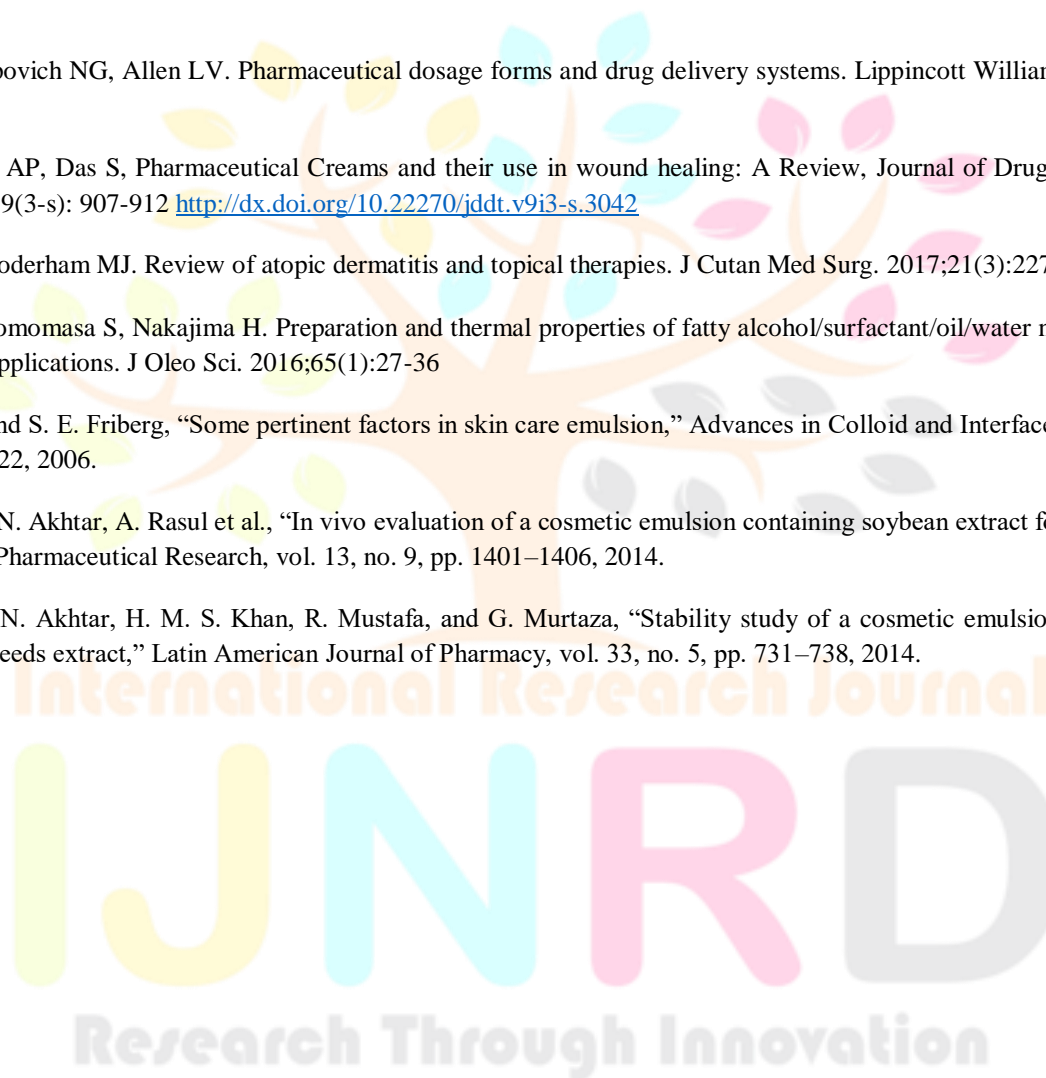 ovich NG, Allen LV. Pharmaceutical dosage forms and drug delivery systems. Lippincott William
AP, Das S, Pharmaceutical Creams and their use in wound healing: A Review, Journal of Drug
9(3-s): 907-912 http://dx.doi.org/10.22270/jddt.v9i3-s.3042
oderham MJ. Review of atopic dermatitis and topical therapies. J Cutan Med Surg. 2017;21(3):227
omomasa S, Nakajima H. Preparation and thermal properties of fatty alcohol/surfactant/oil/water
pplications. J Oleo Sci. 2016;65(1):27-36
nd S. E. Friberg, “Some pertinent factors in skin care emulsion,” Advances in Colloid and Interface
22, 2006.
N. Akhtar, A. Rasul et al., “In vivo evaluation of a cosmetic emulsion containing soybean extract fo
Pharmaceutical Research, vol. 13, no. 9, pp. 1401–1406, 2014.
N. Akhtar, H. M. S. Khan, R. Mustafa, and G. Murtaza, “Stability study of a cosmetic emulsio
eeds extract,” Latin American Journal of Pharmacy, vol. 33, no. 5, pp. 731–738, 2014.
International Research Journal
IJNRD
Research Through Innovation